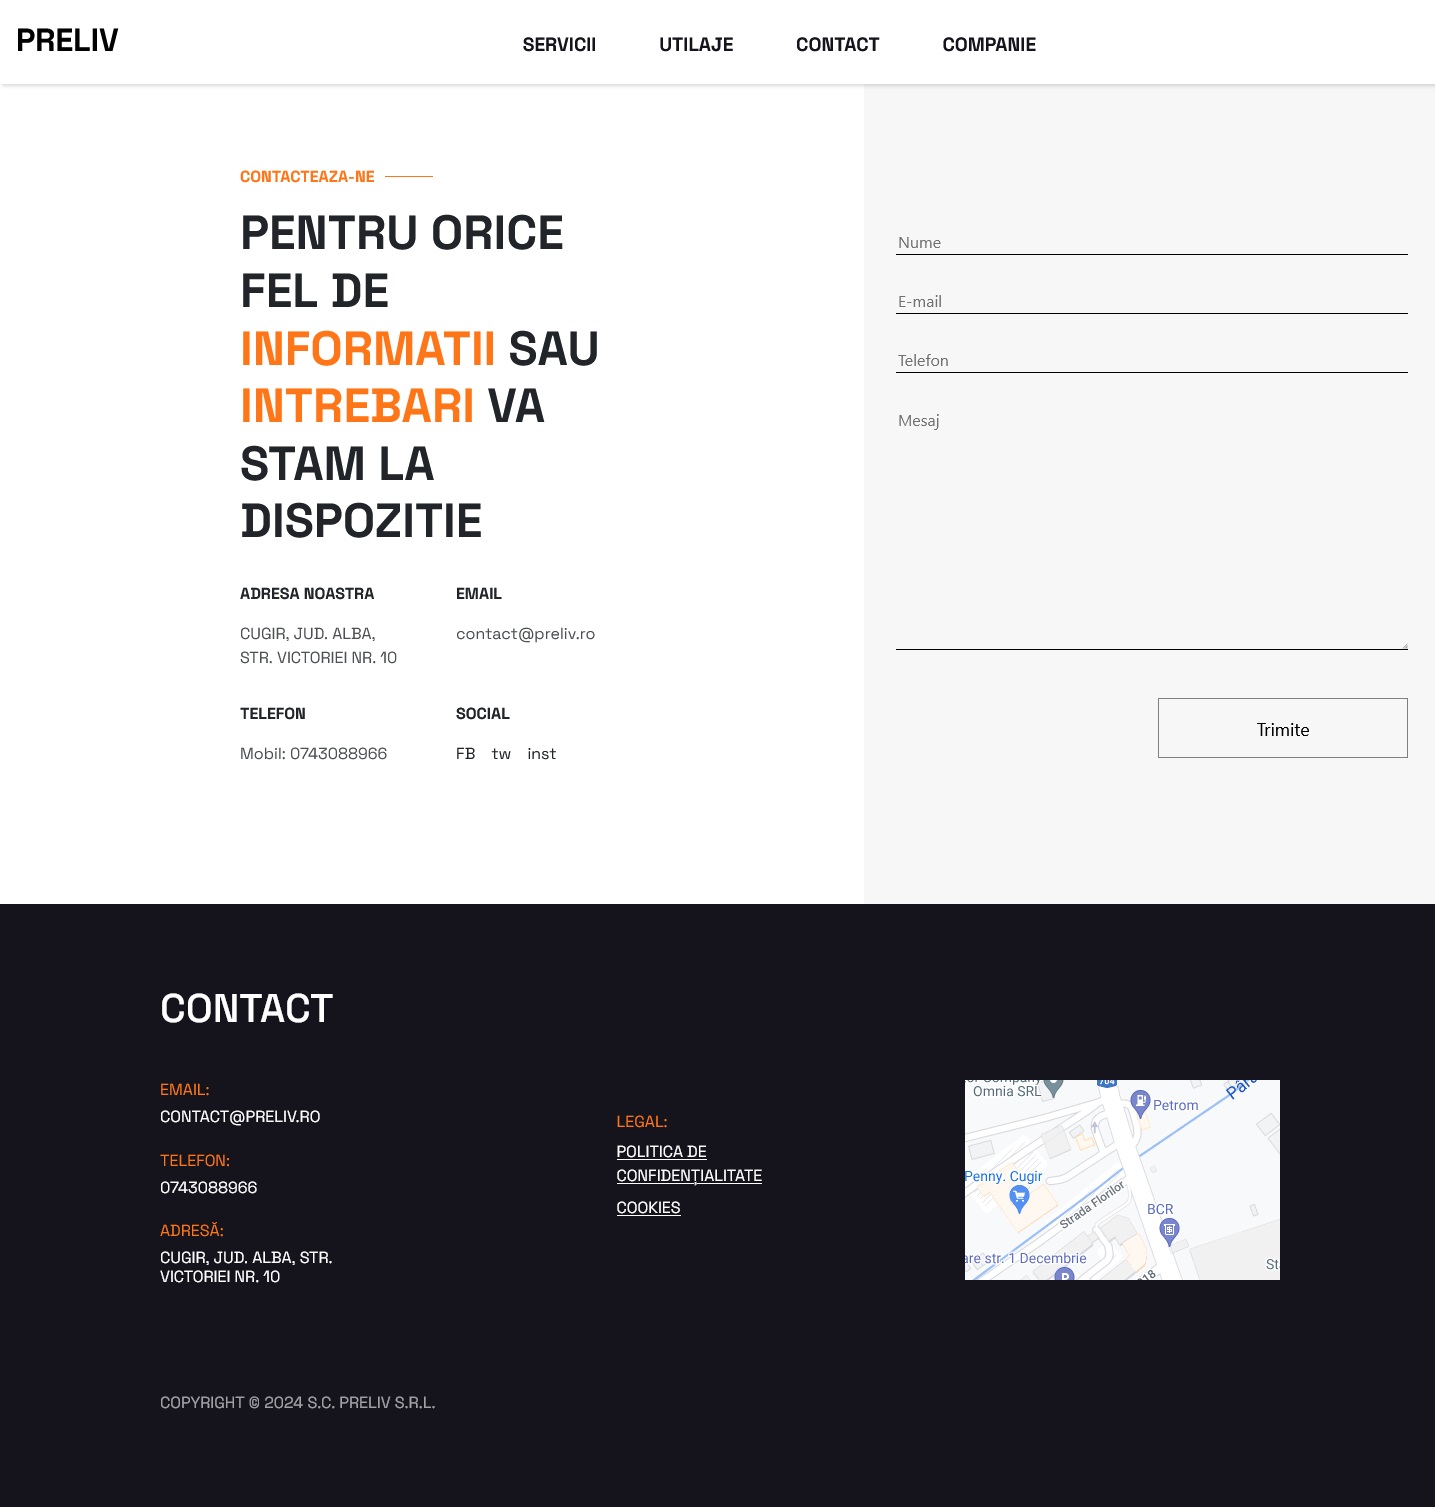 PRELIV
SERVICII
UTILAJE
CONTACT
COMPANIE
CONTACTEAZA-NE
PENTRU ORICE
FEL DE
INFORMATII SAU
INTREBARI VA
STAM LA
DISPOZITIE
ADRESA NOASTRA
CUGIR, JUD. ALBA,
STR. VICTORIEI NR. 10
EMAIL
contact@preliv.ro
TELEFON
Mobil: 0743088966
SOCIAL
FB tw inst
Nume
E-mail
Telefon
Mesaj
Trimite
CONTACT
EMAIL:
CONTACT@PRELIV.RO
TELEFON:
0743088966
ADRESĂ:
CUGIR, JUD. ALBA, STR.
VICTORIEI NR. 10
LEGAL:
POLITICA DE
CONFIDENȚIALITATE
COOKIES
Omnia SRL
704
Petrom
Penny. Cugir
Strada Florilor
BCR
str. 1 Decembrie
P
COPYRIGHT © 2024 S.C. PRELIV S.R.L.